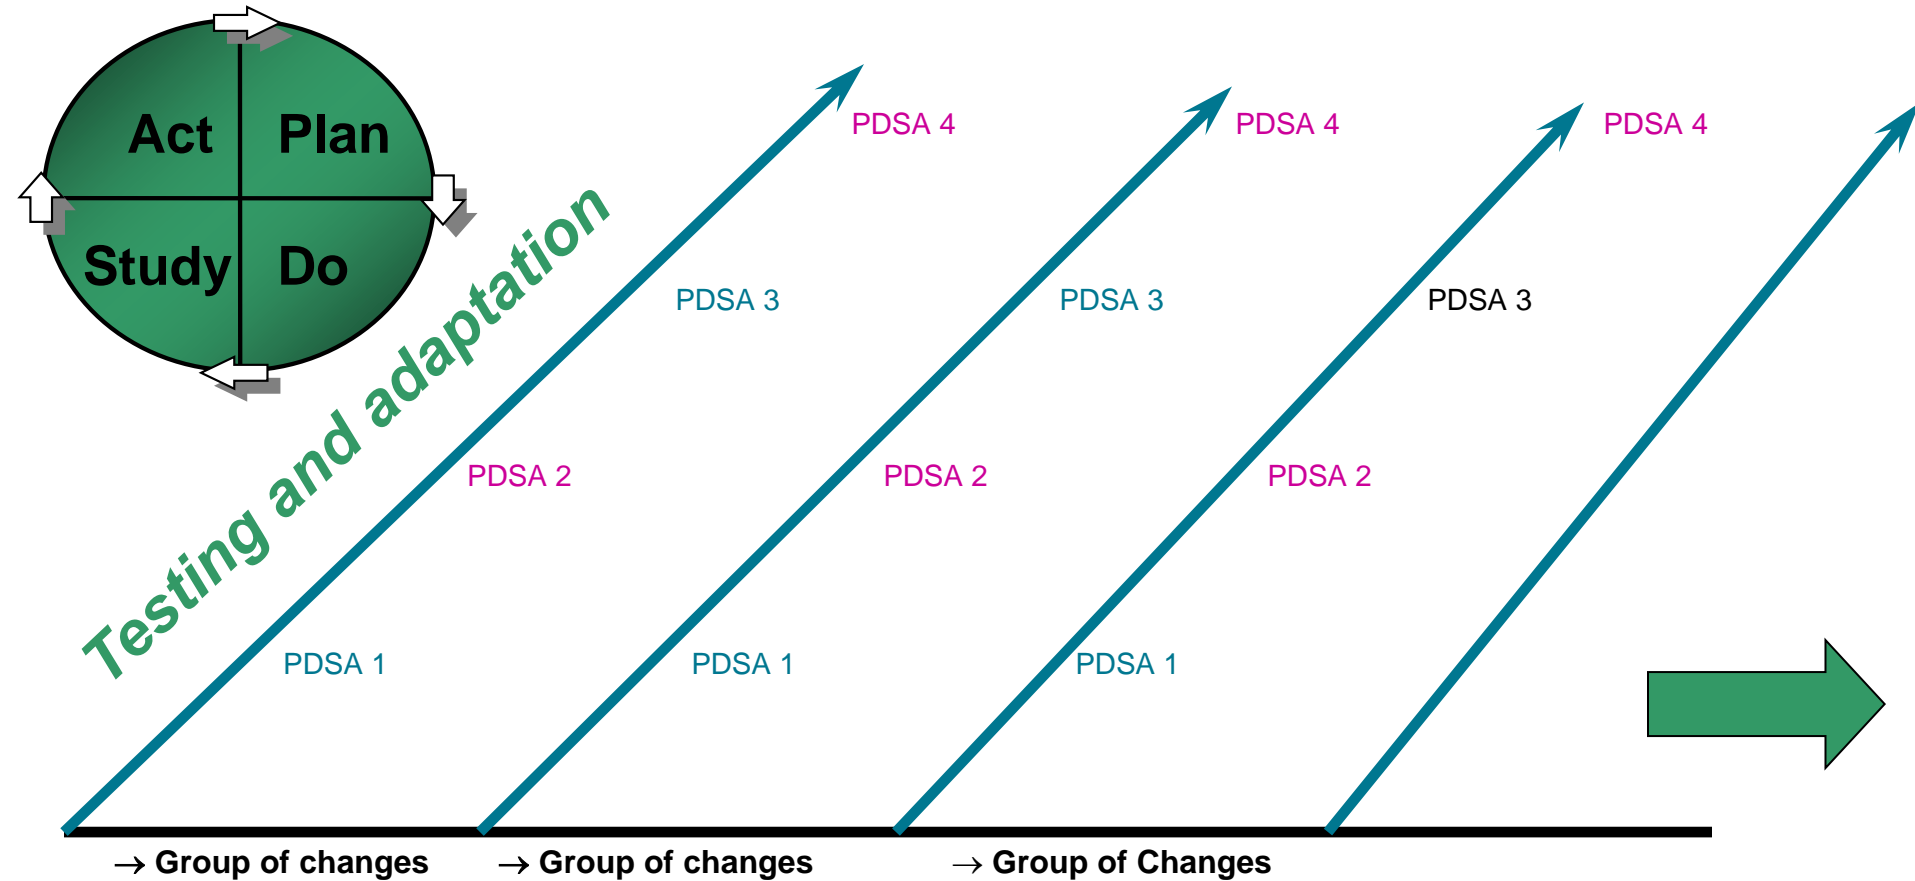 Act Plan
Study Do
Testing and adaptation
PDSA 4 PDSA 4 PDSA 4
PDSA 3 PDSA 3 PDSA 3
PDSA 2 PDSA 2 PDSA 2
PDSA 1 PDSA 1 PDSA 1
→ Group of changes → Group of changes → Group of Changes